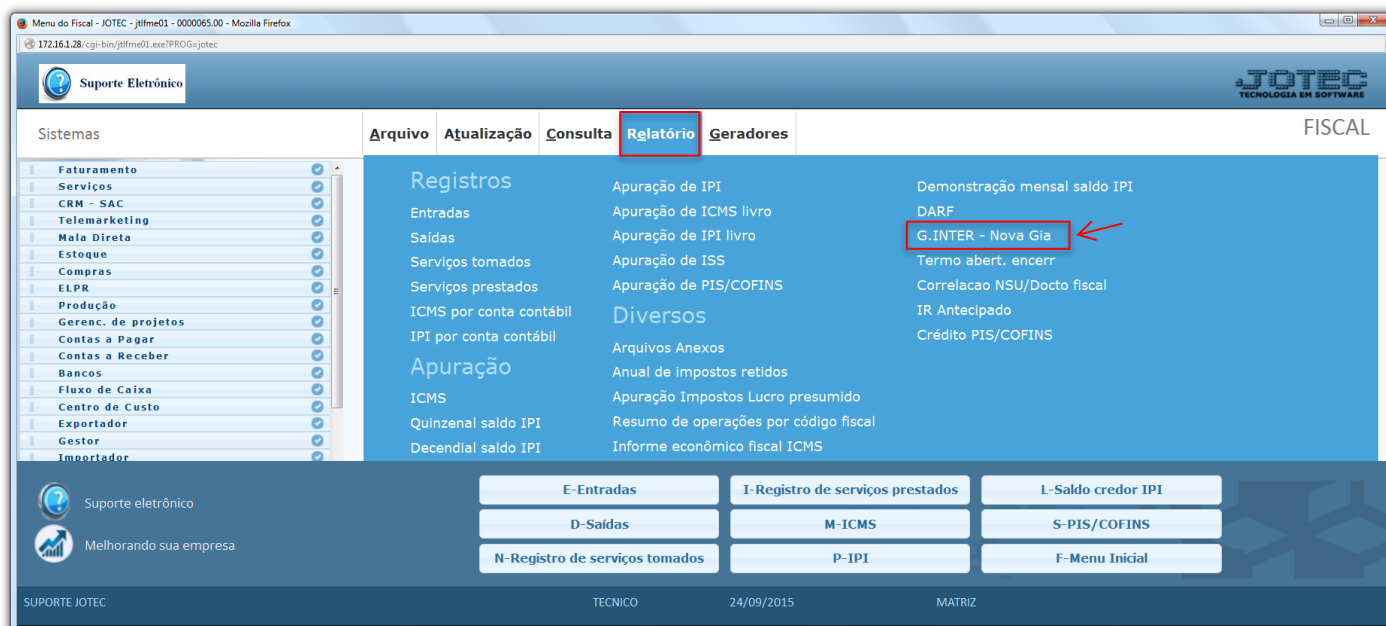 Menu do Fiscal - JOTEC - jtlfme01 - 0000065.00 - Mozilla Firefox
172.16.1.28/cgi-bin/jtlfme01.exe?PROG=jotec
Suporte Eletrônico
JOTEC
TECNOLOGIA EM SOFTWARE
Sistemas
Arquivo Atualização Consulta Relatório Geradores
FISCAL
Faturamento
Serviços
CRM - SAC
Telemarketing
Mala Direta
Estoque
Compras
ELPR
Produção
Gerenc. de projetos
Contas a Pagar
Contas a Receber
Bancos
Fluxo de Caixa
Centro de Custo
Exportador
Gestor
Importador
Registros
Entradas
Saídas
Serviços tomados
Serviços prestados
ICMS por conta contábil
IPI por conta contábil
Apuração
ICMS
Quinzenal saldo IPI
Decendial saldo IPI
Apuração de IPI
Apuração de ICMS livro
Apuração de IPI livro
Apuração de ISS
Apuração de PIS/COFINS
Diversos
Arquivos Anexos
Anual de impostos retidos
Apuração Impostos Lucro presumido
Resumo de operações por código fiscal
Informe econômico fiscal ICMS
Demonstração mensal saldo IPI
DARF
G.INTER - Nova Gia
Termo abert. encerr
Correlacao NSU/Docto fiscal
IR Antecipado
Crédito PIS/COFINS
Suporte eletrônico
Melhorando sua empresa
E-Entradas
I-Registro de serviços prestados
L-Saldo credor IPI
D-Saídas
M-ICMS
S-PIS/COFINS
N-Registro de serviços tomados
P-IPI
F-Menu Inicial
SUPORTE JOTEC
TECNICO
24/09/2015
MATRIZ